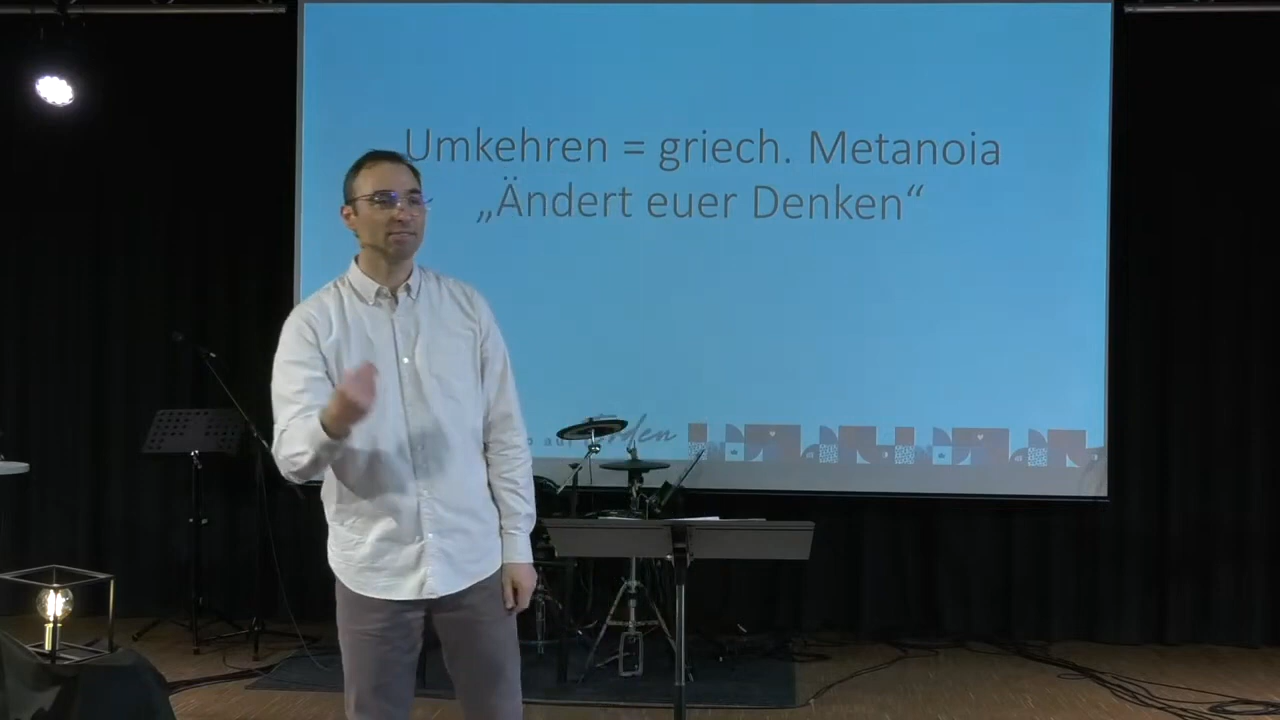 Umkehren = griech. Metanoia
„Ändert euer Denken“